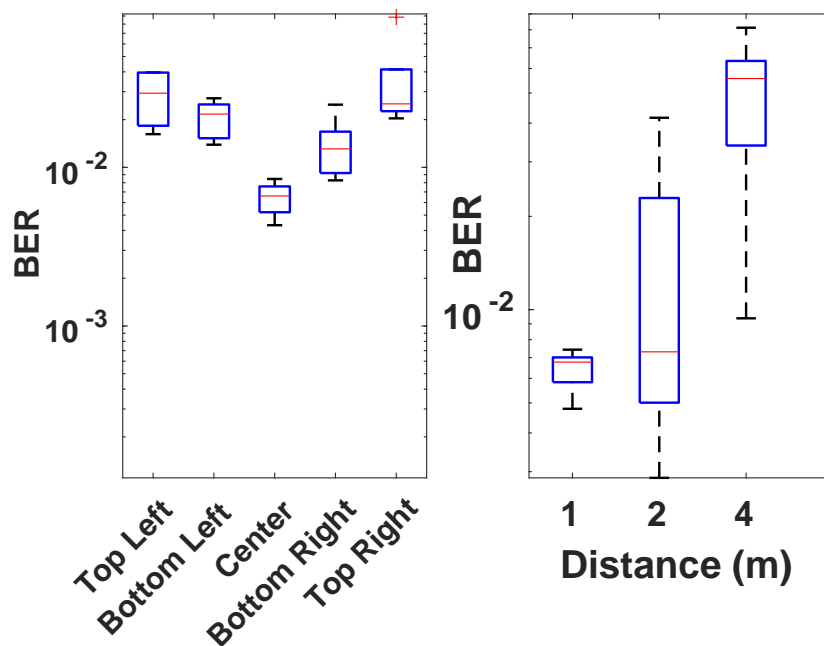 BER
10^-2
10^-3
Top Left
Bottom Left
Center
Bottom Right
Top Right
BER
10^-2
1 2 4
Distance (m)